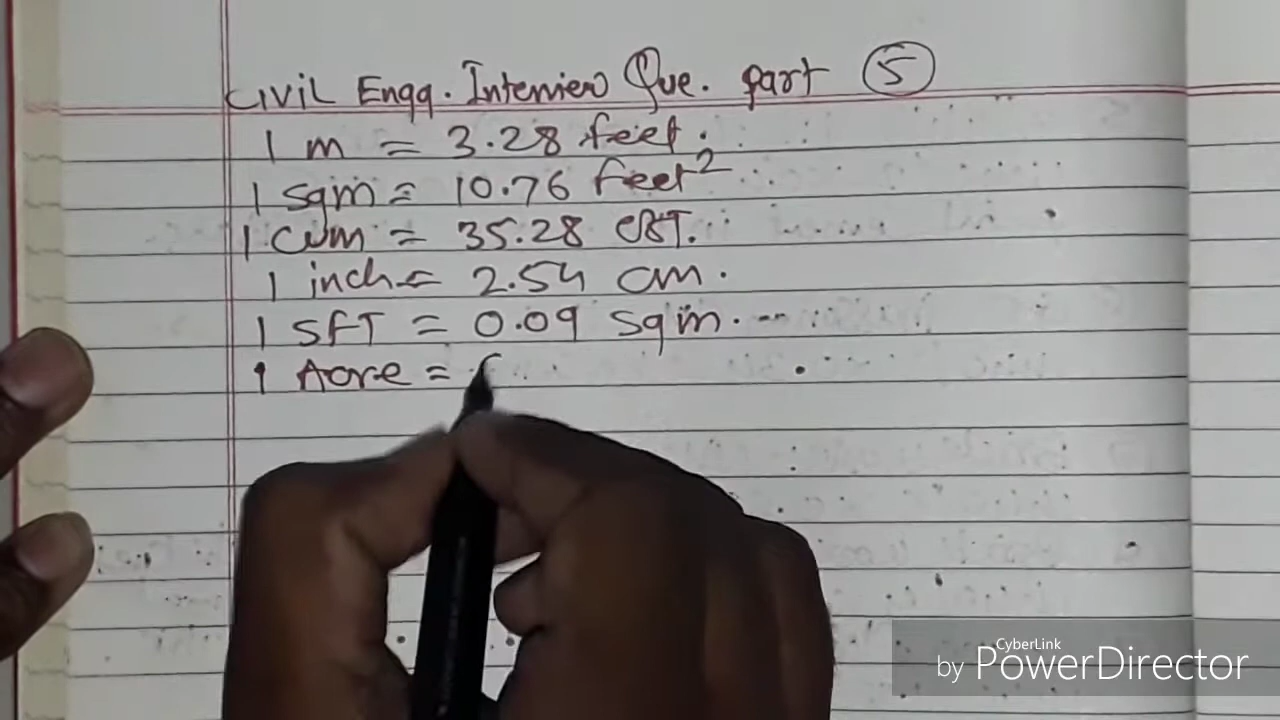 Civil Engg. Interview Que. part 5
1 m = 3.28 feet.
1 sqm = 10.76 feet²
1 Cum = 35.28 CFT.
1 inch = 2.54 cm.
1 SFT = 0.09 sqm.
1 Acre =
CyberLink
by PowerDirector